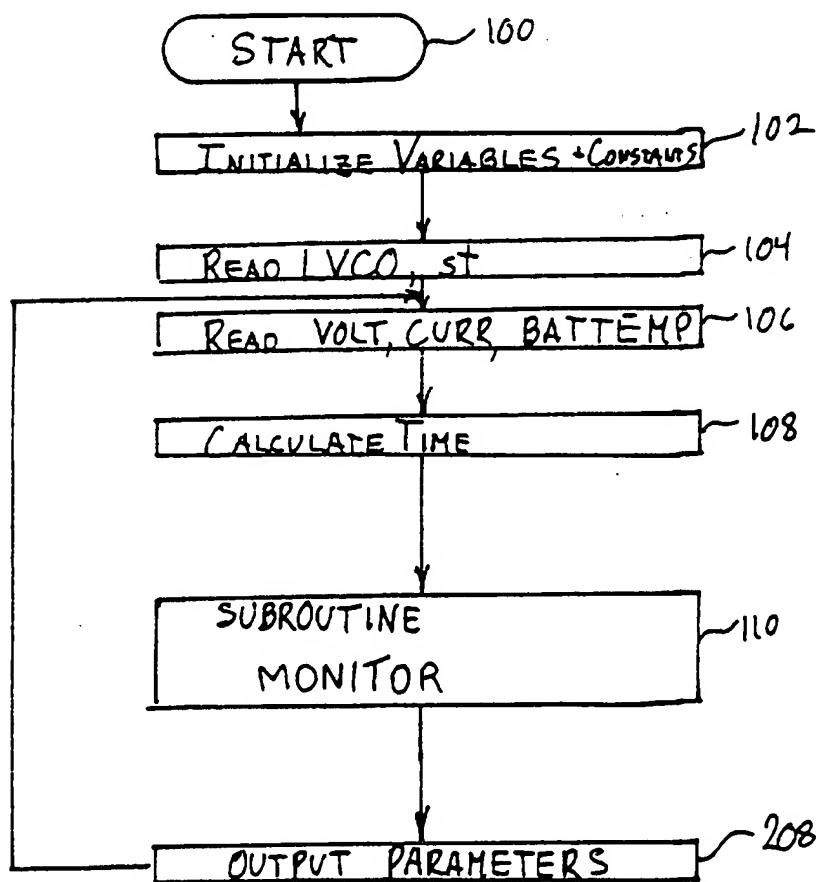 START 100
INITIALIZE VARIABLES + CONSTANTS 102
READ LVCO, st 104
READ VOLT, CURR, BATTEMP 106
CALCULATE TIME 108
SUBROUTINE
MONITOR 110
OUTPUT PARAMETERS 208